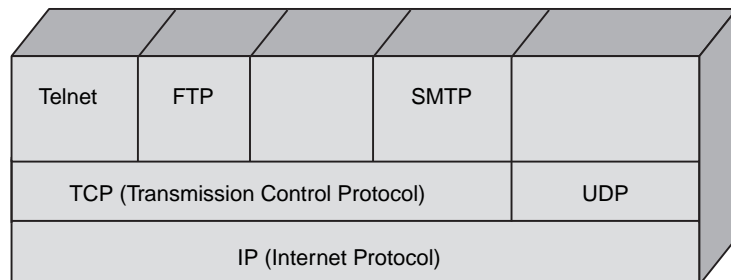 Telnet FTP SMTP
TCP (Transmission Control Protocol) UDP
IP (Internet Protocol)